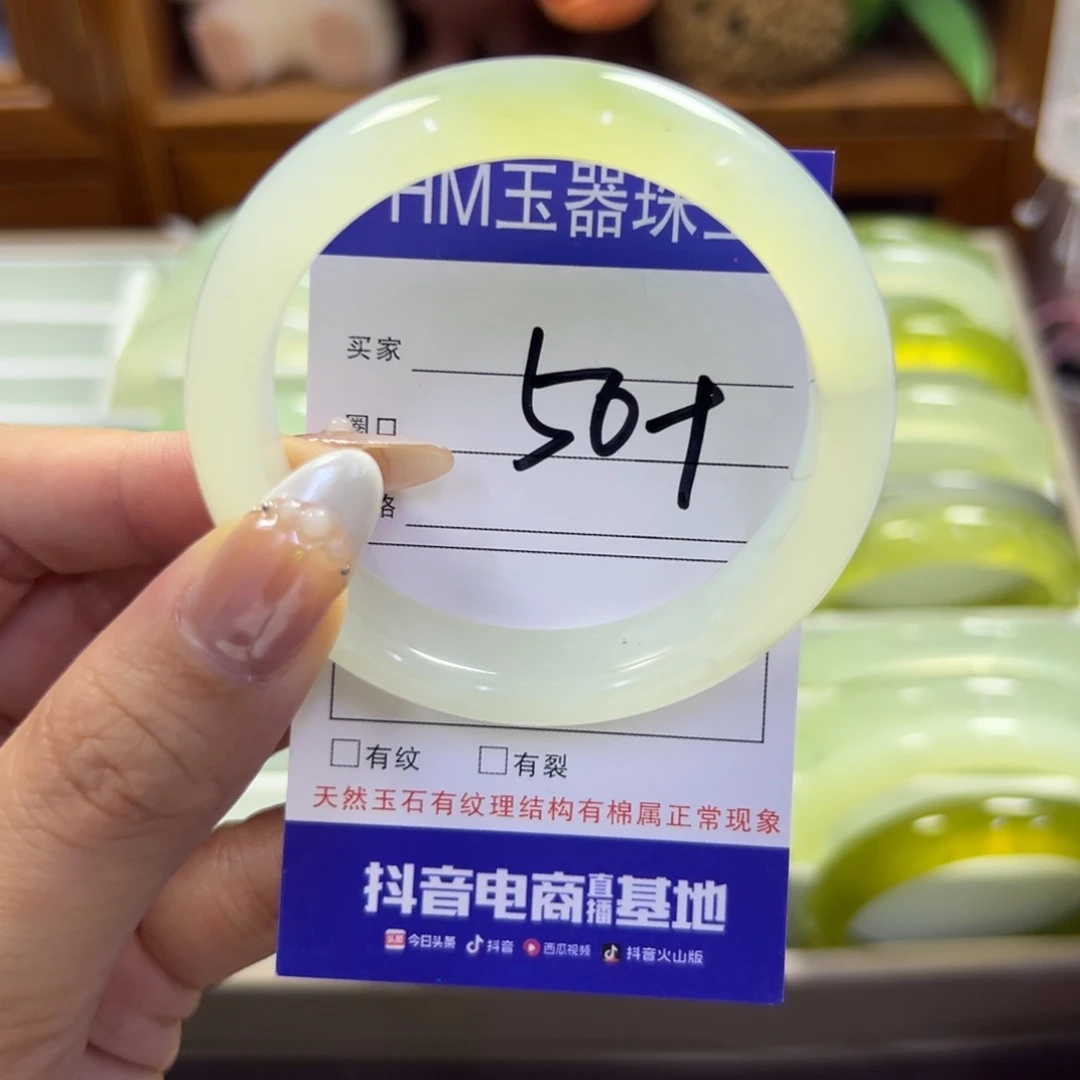 HM玉器珠
买家
圈口
格
有纹 有裂
天然玉石有纹理结构有棉属正常现象
抖音电商直播基地
头条 今日头条 抖音 西瓜视频 抖音火山版